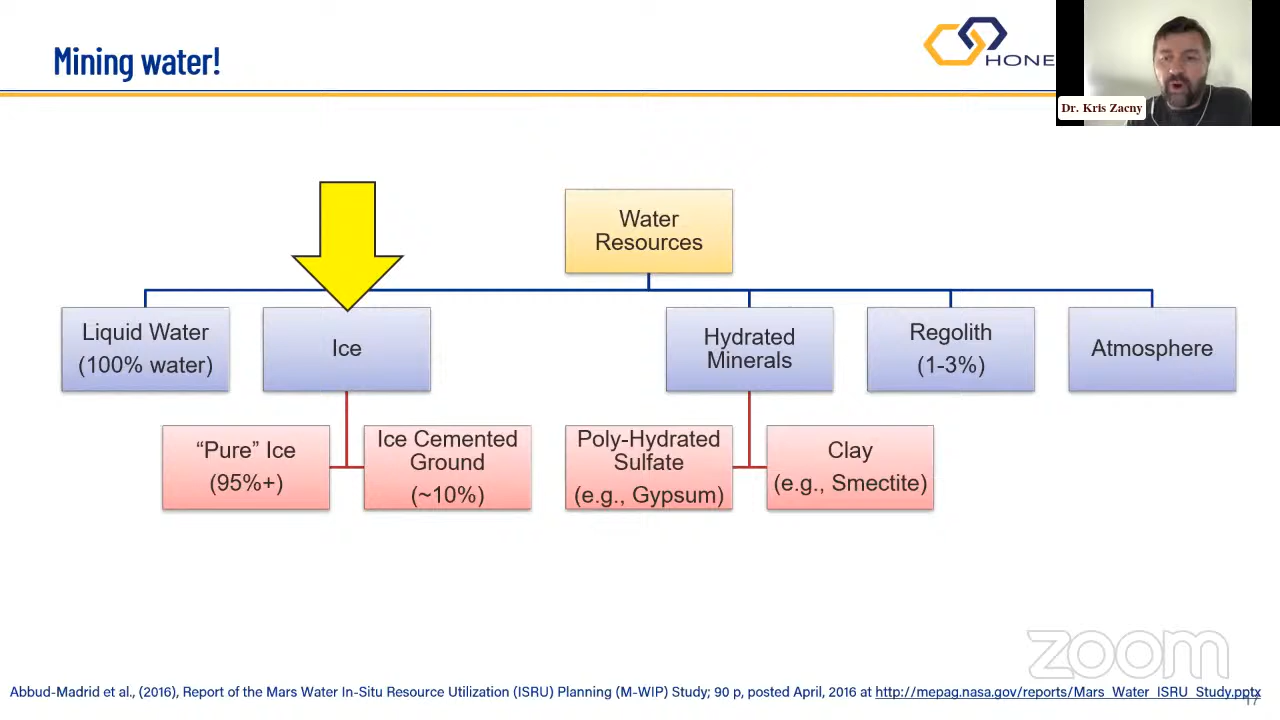 Mining water!
HONE
Dr. Kris Zacny
Water
Resources
Liquid Water
(100% water)
Ice
Hydrated
Minerals
Regolith
(1-3%)
Atmosphere
“Pure” Ice
(95%+)
Ice Cemented
Ground
(~10%)
Poly-Hydrated
Sulfate
(e.g., Gypsum)
Clay
(e.g., Smectite)
zoom
Abbud-Madrid et al., (2016), Report of the Mars Water In-Situ Resource Utilization (ISRU) Planning (M-WIP) Study; 90 p, posted April, 2016 at http://mepag.nasa.gov/reports/Mars_Water_ISRU_Study.pptx
17